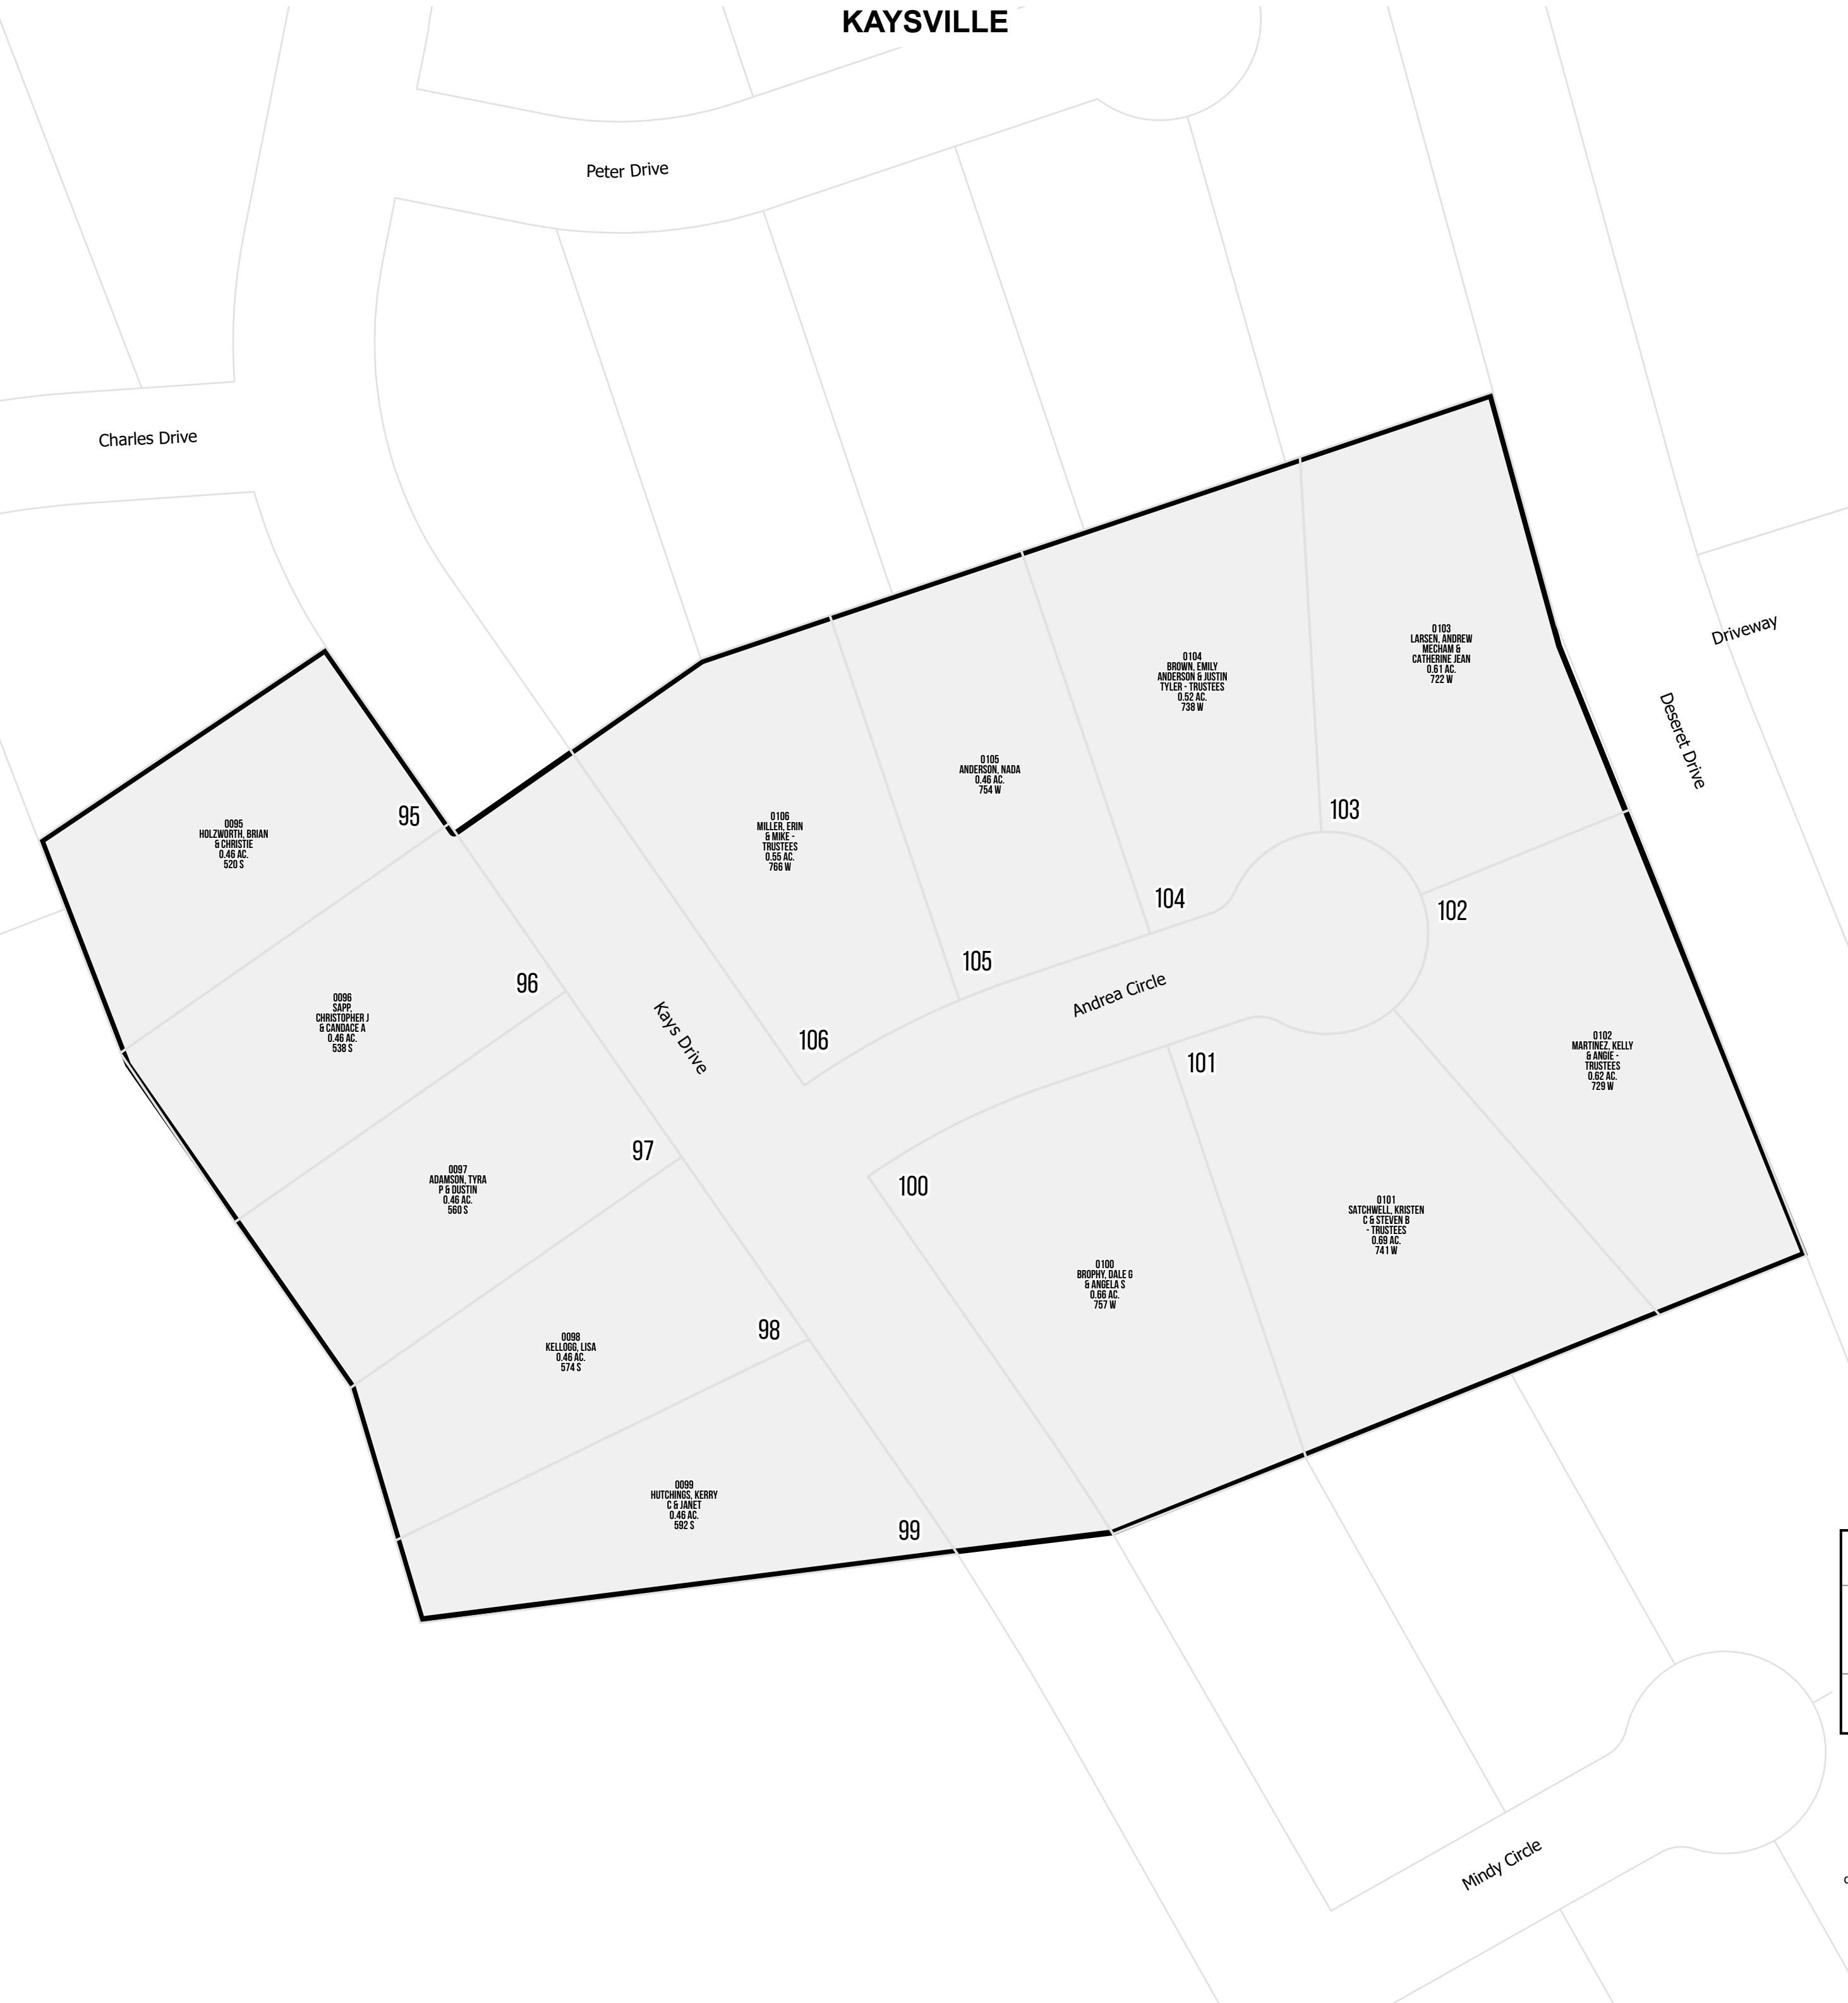 KAYSVILLE
Peter Drive
Charles Drive
Driveway
Deseret Drive
0103
LARSEN, ANDREW
MECHAM &
CATHERINE JEAN
0.61 AC.
722 W
0104
BROWN, EMILY
ANDERSON & JUSTIN
TYLER - TRUSTEES
0.52 AC.
738 W
0105
ANDERSON, NADA
0.46 AC.
754 W
0106
MILLER, ERIN
& MIKE -
TRUSTEES
0.55 AC.
766 W
95
0095
HOLZWORTH, BRIAN
& CHRISTIE
0.46 AC.
520 S
103
104
102
105
96
Andrea Circle
0096
SAPP,
CHRISTOPHER J
& CANDACE A
0.46 AC.
538 S
Kays Drive
106
101
0102
MARTINEZ, KELLY
& ANGIE -
TRUSTEES
0.62 AC.
729 W
97
0097
ADAMSON, TYRA
P & DUSTIN
0.46 AC.
560 S
100
0101
SATCHWELL, KRISTEN
C & STEVEN B
- TRUSTEES
0.69 AC.
741 W
0100
BROPHY, DALE G
& ANGELA S
0.66 AC.
757 W
98
0098
KELLOGG, LISA
0.46 AC.
574 S
0099
HUTCHINGS, KERRY
C & JANET
0.46 AC.
592 S
99
Mindy Circle